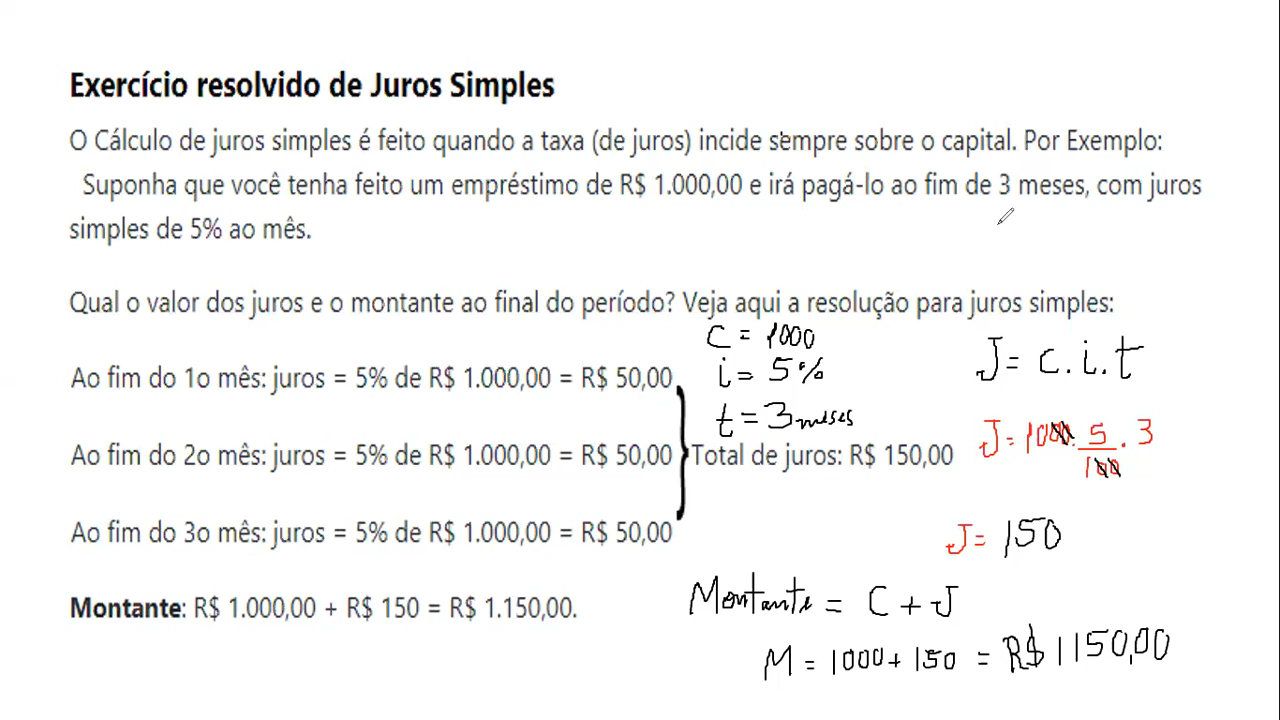 Exercício resolvido de Juros Simples
O Cálculo de juros simples é feito quando a taxa (de juros) incide sempre sobre o capital. Por Exemplo:
Suponha que você tenha feito um empréstimo de R$ 1.000,00 e irá pagá-lo ao fim de 3 meses, com juros
simples de 5% ao mês.
Qual o valor dos juros e o montante ao final do período? Veja aqui a resolução para juros simples:
C = 1000
i = 5%
t = 3 meses
J = C.i.t
Ao fim do 1o mês: juros = 5% de R$ 1.000,00 = R$ 50,00
Ao fim do 2o mês: juros = 5% de R$ 1.000,00 = R$ 50,00
Total de juros: R$ 150,00
J = 1000. 5/100 . 3
Ao fim do 3o mês: juros = 5% de R$ 1.000,00 = R$ 50,00
J = 150
Montante: R$ 1.000,00 + R$ 150 = R$ 1.150,00.
Montante = C + J
M = 1000 + 150 = R$ 1150,00